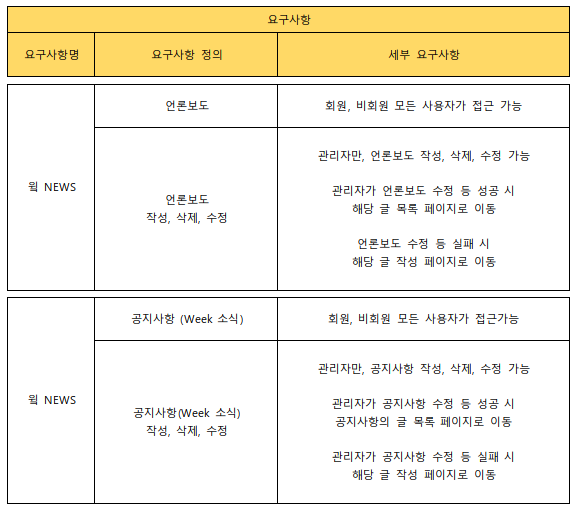 요구사항
요구사항명
요구사항 정의
세부 요구사항
윜 NEWS
언론보도
회원, 비회원 모든 사용자가 접근 가능
언론보도
작성, 삭제, 수정
관리자만, 언론보도 작성, 삭제, 수정 가능
관리자가 언론보도 수정 등 성공 시
해당 글 목록 페이지로 이동
언론보도 수정 등 실패 시
해당 글 작성 페이지로 이동
윜 NEWS
공지사항 (Week 소식)
회원, 비회원 모든 사용자가 접근가능
공지사항(Week 소식)
작성, 삭제, 수정
관리자만, 공지사항 작성, 삭제, 수정 가능
관리자가 공지사항 수정 등 성공 시
공지사항의 글 목록 페이지로 이동
관리자가 공지사항 수정 등 실패 시
해당 글 작성 페이지로 이동